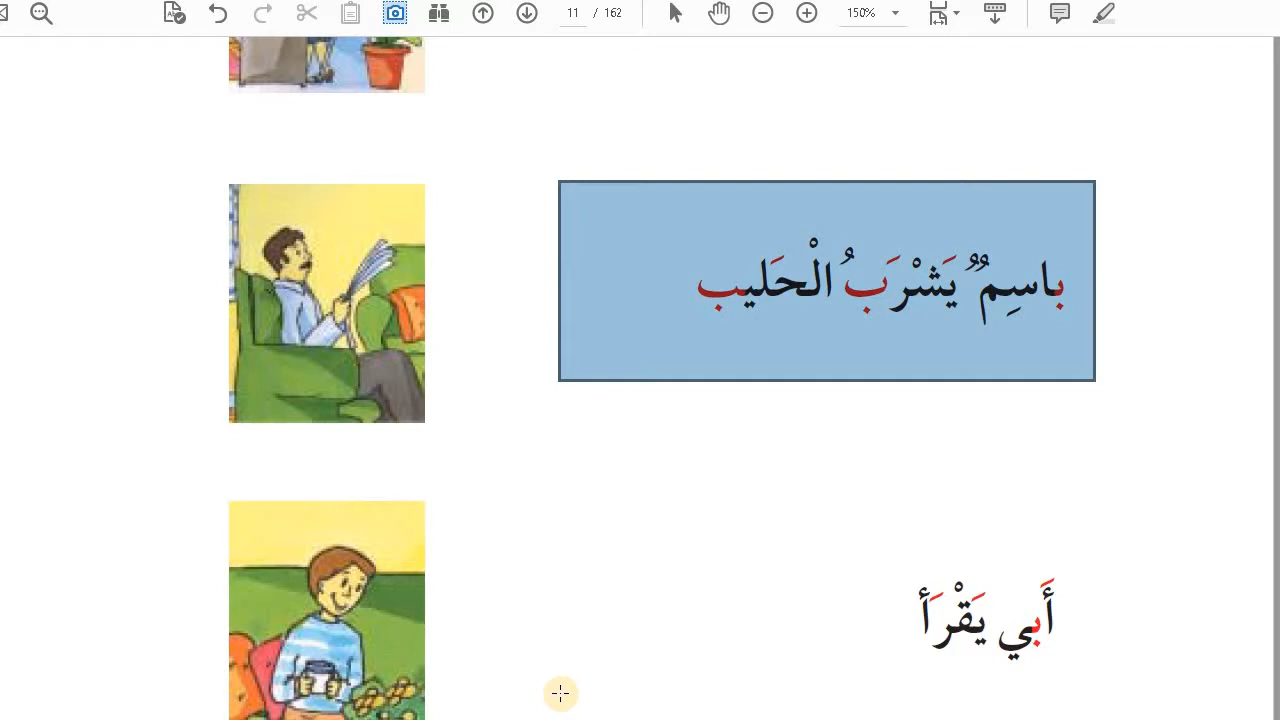 11 / 162 150%
باسِمٌ يَشْرَبُ الْحَليب
أَبي يَقْرَأ